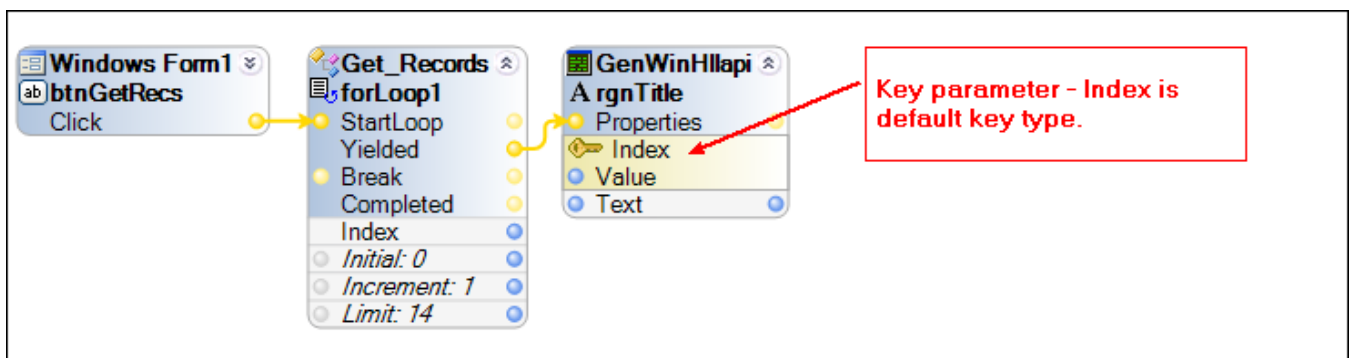 Windows Form1
ab btnGetRecs
Click
Get_Records
forLoop1
StartLoop
Yielded
Break
Completed
Index
Initial: 0
Increment: 1
Limit: 14
GenWinHllapi
A rgnTitle
Properties
Index
Value
Text
Key parameter - Index is
default key type.